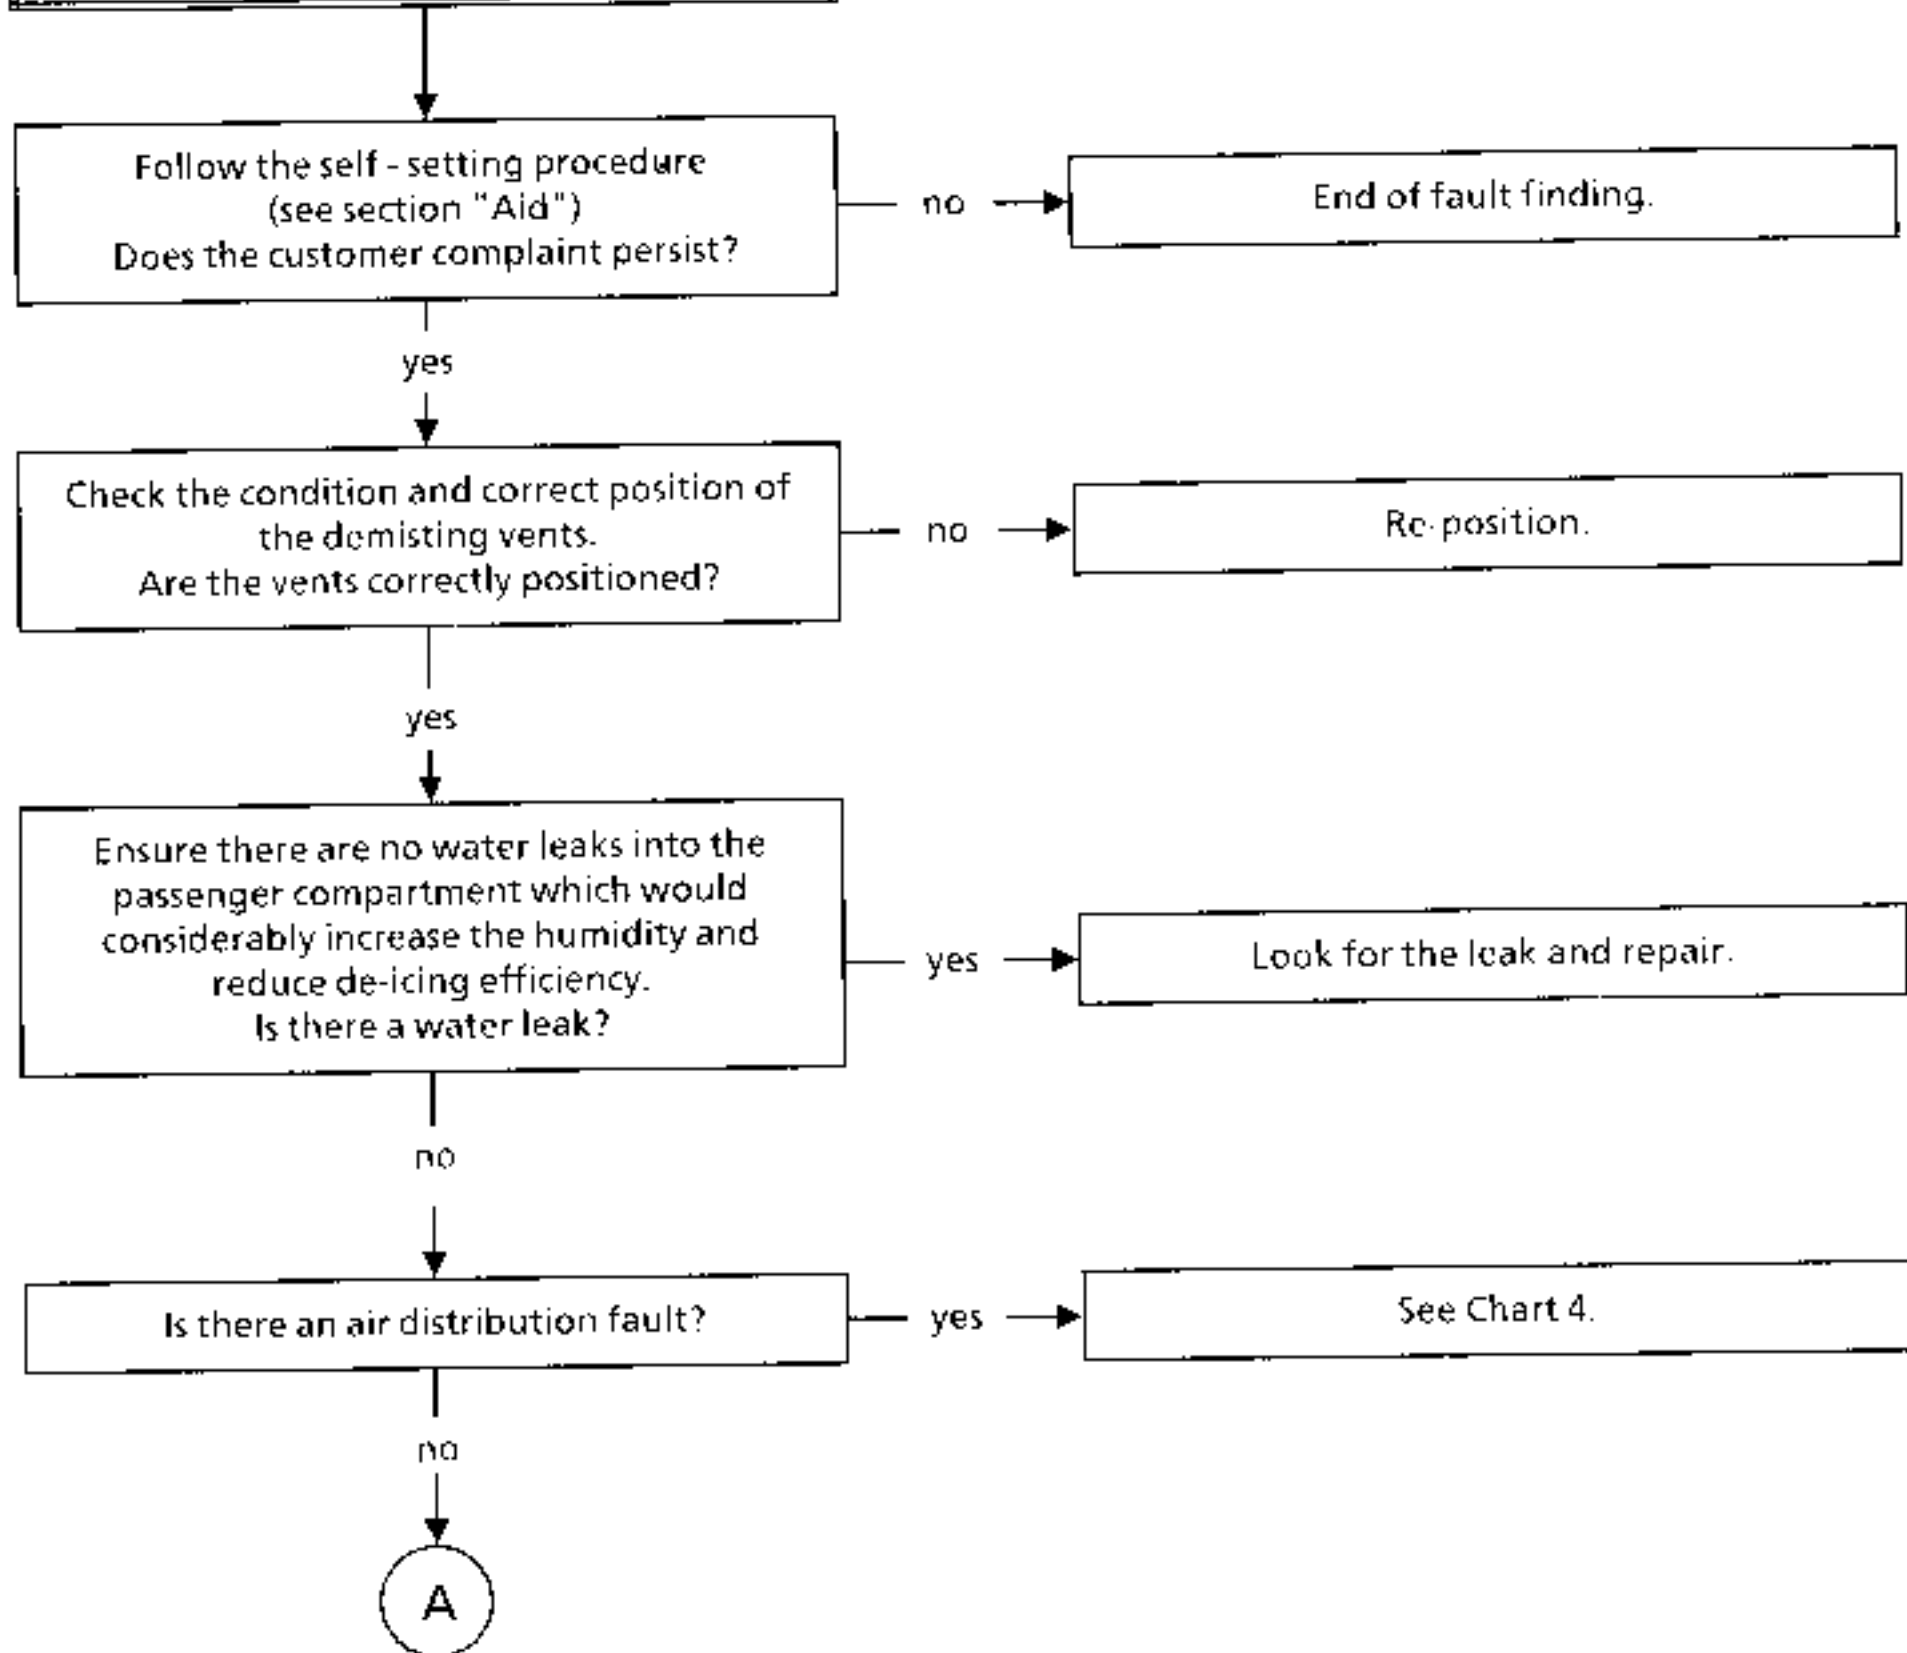 Follow the self - setting procedure
(see section "Aid")
Does the customer complaint persist?
no
End of fault finding.
yes
Check the condition and correct position of
the demisting vents.
Are the vents correctly positioned?
no
Re-position.
yes
Ensure there are no water leaks into the
passenger compartment which would
considerably increase the humidity and
reduce de-icing efficiency.
Is there a water leak?
yes
Look for the leak and repair.
no
Is there an air distribution fault?
yes
See Chart 4.
no
A